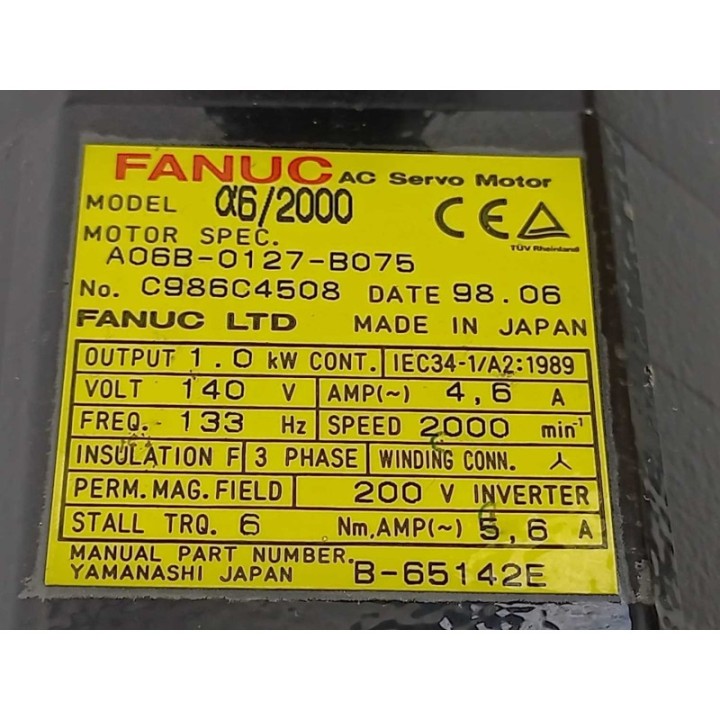 FANUC AC Servo Motor
MODEL α6/2000
MOTOR SPEC.
A06B-0127-B075
CE
TÜV Rheinland
No. C986C4508 DATE 98.06
FANUC LTD MADE IN JAPAN
OUTPUT 1.0 kW CONT. IEC34-1/A2:1989
VOLT 140 V AMP(~) 4,6 A
FREQ. 133 Hz SPEED 2000 min⁻¹
INSULATION F 3 PHASE WINDING CONN. ⅄
PERM. MAG. FIELD 200 V INVERTER
STALL TRQ. 6 Nm, AMP(~) 5,6 A
MANUAL PART NUMBER.
YAMANASHI JAPAN B-65142E